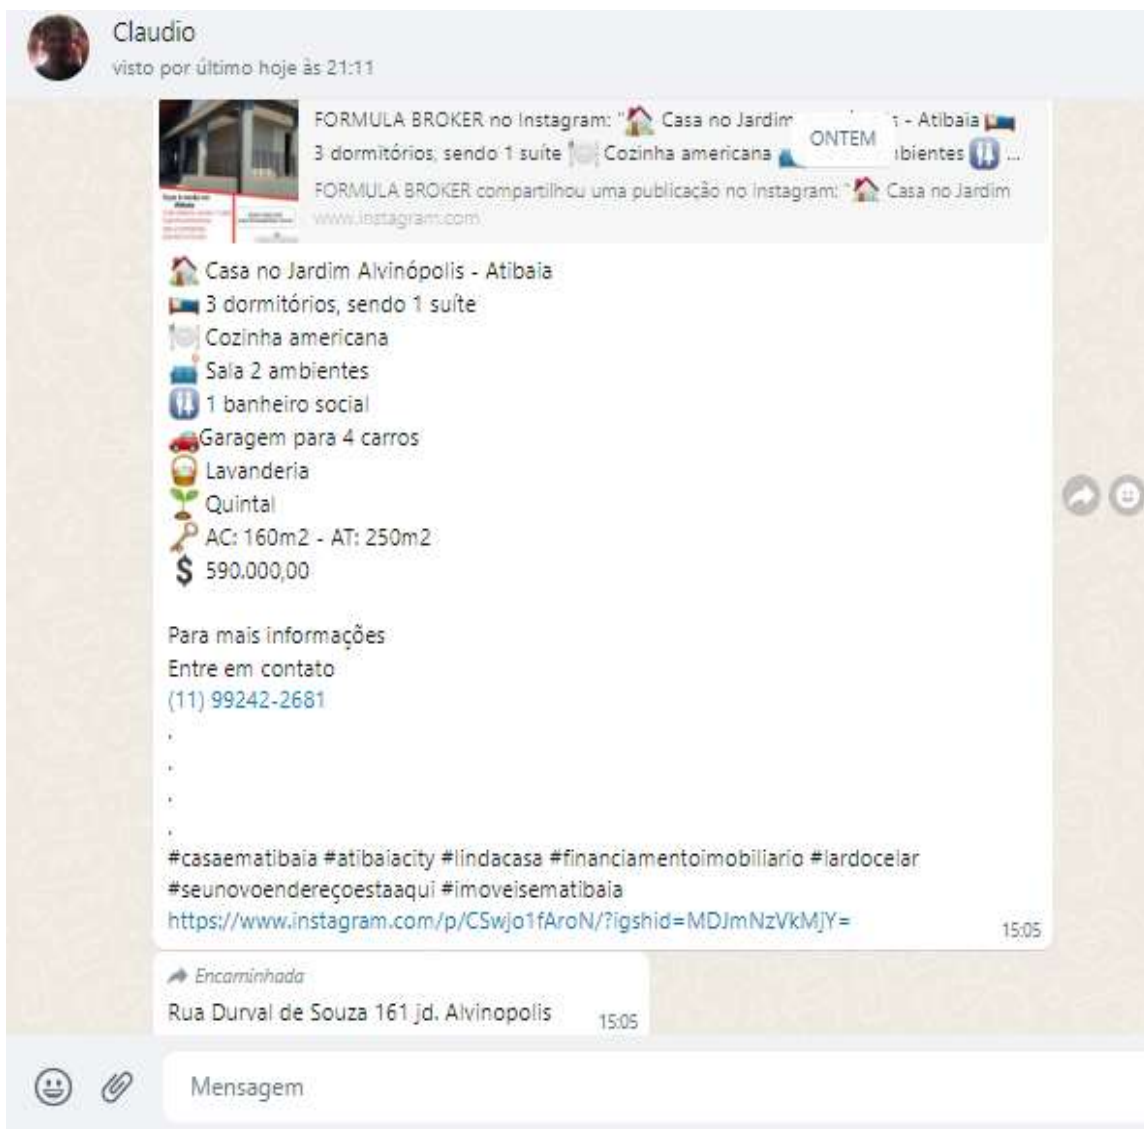 Claudio
visto por último hoje às 21:11
FORMULA BROKER no Instagram: "🏠 Casa no Jardim - Atibaia 🛏️
ONTEM
3 dormitórios, sendo 1 suíte 🍽️ Cozinha americana 🛋️ bientes 🚻 ...
FORMULA BROKER compartilhou uma publicação no Instagram: "🏠 Casa no Jardim
www.instagram.com
🏠 Casa no Jardim Alvinópolis - Atibaia
🛏️ 3 dormitórios, sendo 1 suíte
🍽️ Cozinha americana
🛋️ Sala 2 ambientes
🚻 1 banheiro social
🚗Garagem para 4 carros
🧺 Lavanderia
🌱 Quintal
🔑 AC: 160m2 - AT: 250m2
💲 590.000,00
Para mais informações
Entre em contato
(11) 99242-2681
.
.
.
.
#casaematibaia #atibaiacity #lindacasa #financiamentoimobiliario #lardocelar
#seunovoendereçoestaaqui #imoveisematibaia
https://www.instagram.com/p/CSwjo1fAroN/?igshid=MDJmNzVkMjY=
15:05
Encaminhada
Rua Durval de Souza 161 jd. Alvinopolis 15:05
Mensagem